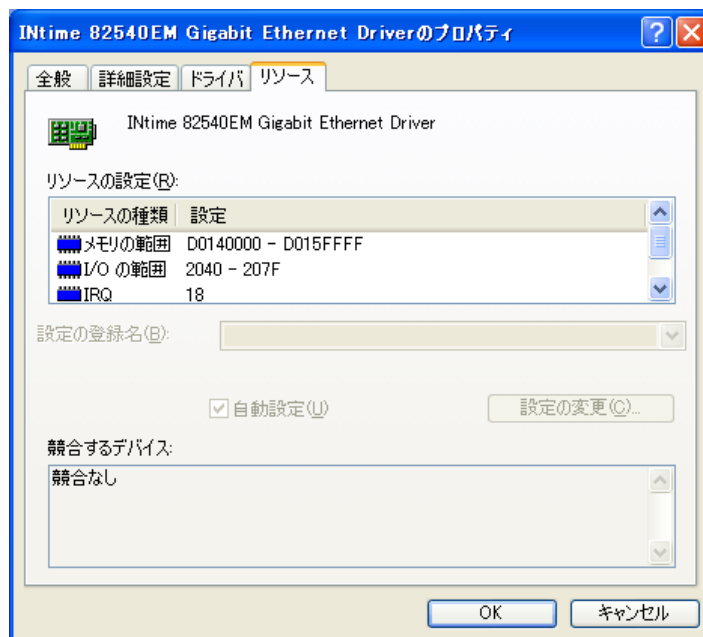 INtime 82540EM Gigabit Ethernet Driverのプロパティ
全般 詳細設定 ドライバ リソース
INtime 82540EM Gigabit Ethernet Driver
リソースの設定(R):
リソースの種類 設定
メモリの範囲 D0140000 - D015FFFF
I/O の範囲 2040 - 207F
IRQ 18
設定の登録名(B):
自動設定(U) 設定の変更(C)...
競合するデバイス:
競合なし
OK キャンセル